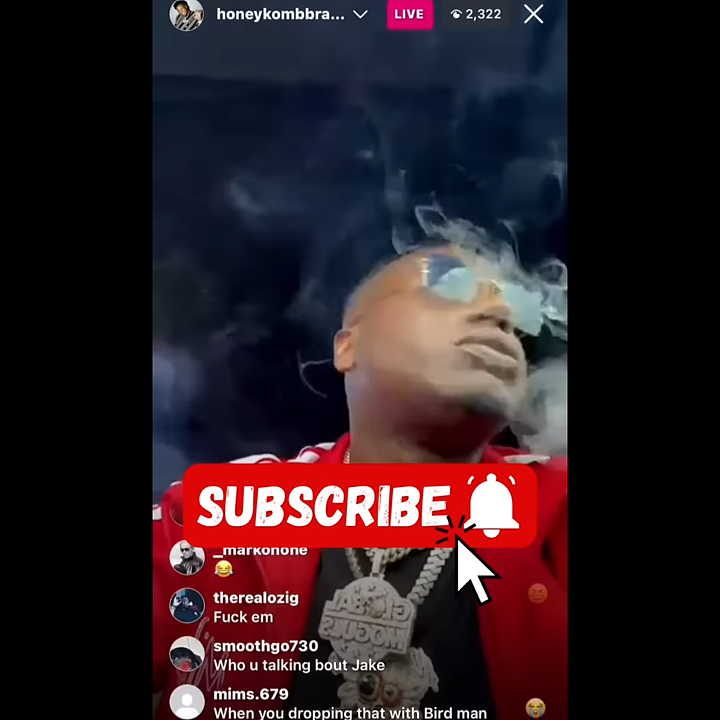 honeykombbra...
LIVE
2,322
SUBSCRIBE
_markonone
😂
therealozig
Fuck em
smoothgo730
Who u talking bout Jake
mims.679
When you dropping that with Bird man